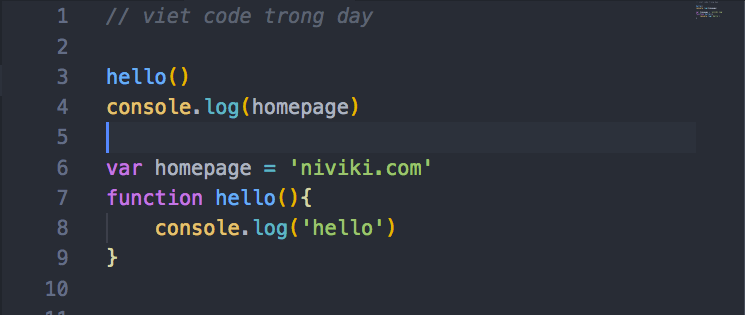 1 // viet code trong day
2
3 hello()
4 console.log(homepage)
5
6 var homepage = 'niviki.com'
7 function hello(){
8     console.log('hello')
9 }
10